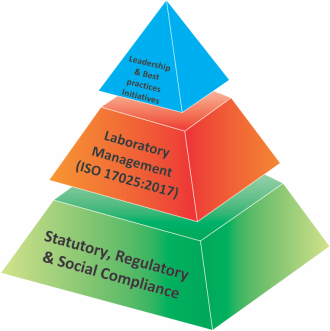 Leadership
& Best
practices
Initiatives
Laboratory
Management
(ISO 17025:2017)
Statutory, Regulatory
& Social Compliance